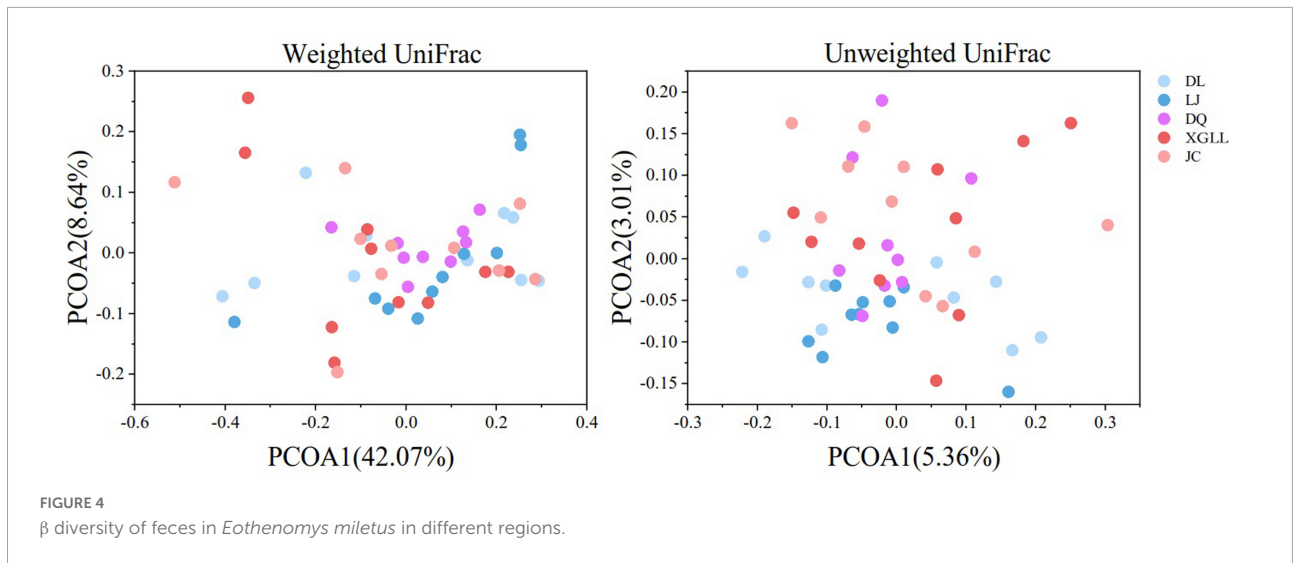 Weighted UniFrac
0.3
0.2
0.1
0.0
-0.1
-0.2
PCOA2(8.64%)
-0.6
-0.4
-0.2
0.0
0.2
0.4
PCOA1(42.07%)
Unweighted UniFrac
0.20
0.15
0.10
0.05
0.00
-0.05
-0.10
-0.15
PCOA2(3.01%)
-0.3
-0.2
-0.1
0.0
0.1
0.2
0.3
PCOA1(5.36%)
DL
LJ
DQ
XGLL
JC
FIGURE 4
β diversity of feces in Eothenomys miletus in different regions.